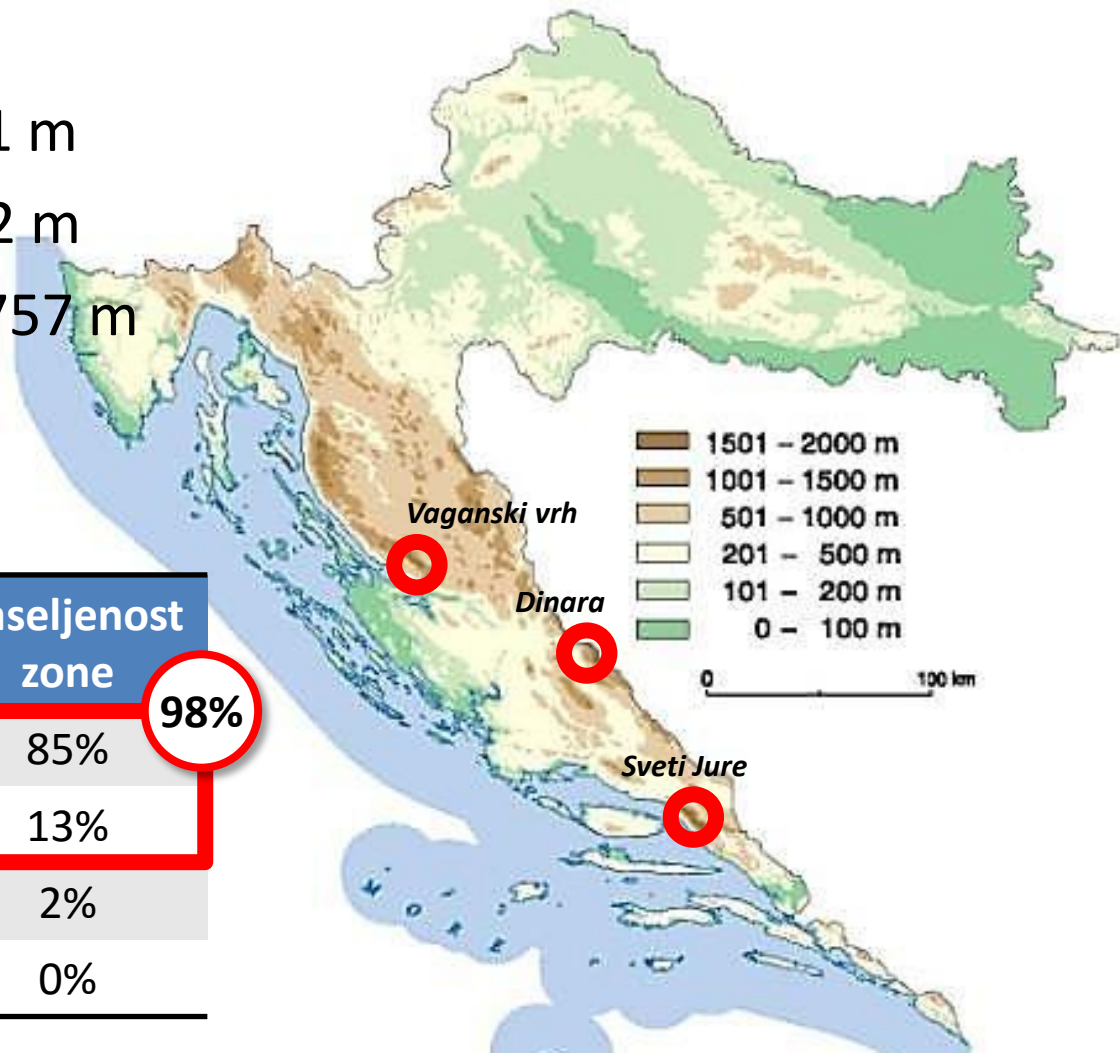 1 m
2 m
757 m
Vaganski vrh
Dinara
Sveti Jure
1501 – 2000 m
1001 – 1500 m
501 – 1000 m
201 – 500 m
101 – 200 m
0 – 100 m
0 100 km
M O R E
aseljenost
zone
98%
85%
13%
2%
0%